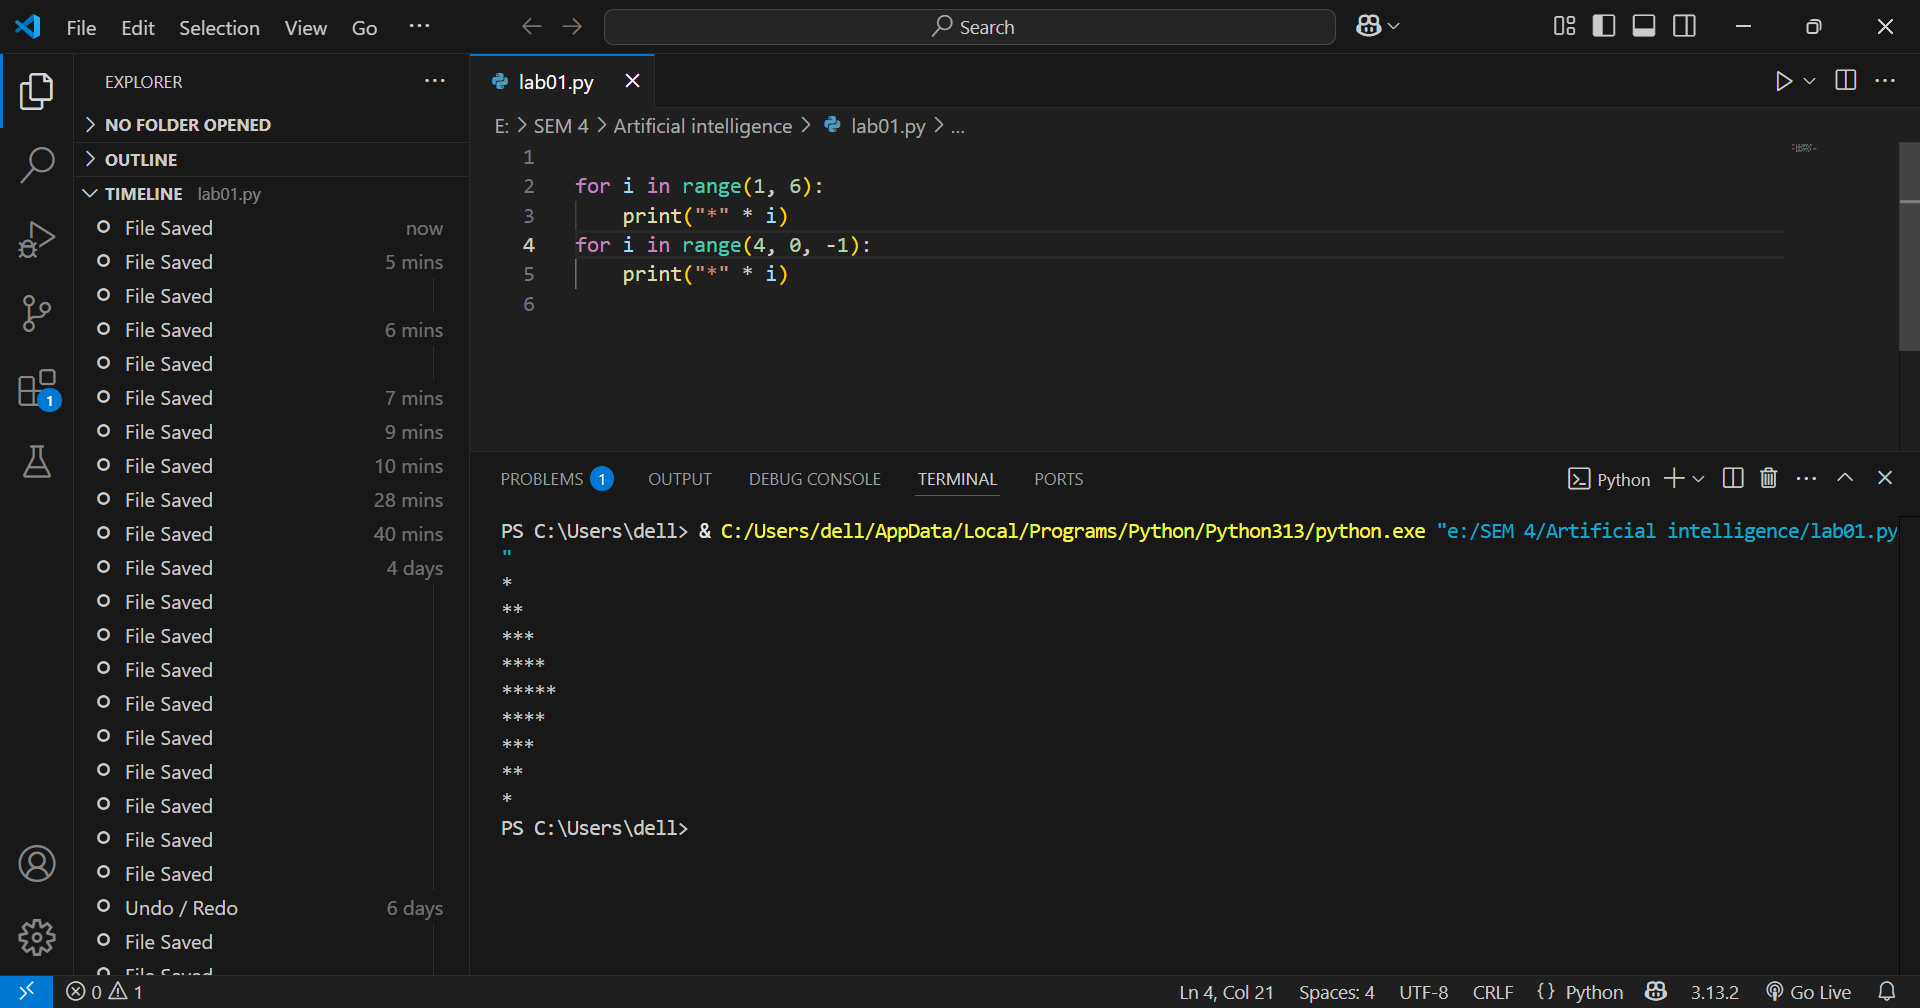 File Edit Selection View Go ··· Search
EXPLORER ···
NO FOLDER OPENED
OUTLINE
TIMELINE lab01.py
File Saved now
File Saved 5 mins
File Saved
File Saved 6 mins
File Saved
File Saved 7 mins
File Saved 9 mins
File Saved 10 mins
File Saved 28 mins
File Saved 40 mins
File Saved 4 days
File Saved
File Saved
File Saved
File Saved
File Saved
File Saved
File Saved
File Saved
File Saved
Undo / Redo 6 days
File Saved
File Saved
1
lab01.py
E: > SEM 4 > Artificial intelligence > lab01.py > ...
1
2 for i in range(1, 6):
3     print("*" * i)
4 for i in range(4, 0, -1):
5     print("*" * i)
6
PROBLEMS 1 OUTPUT DEBUG CONSOLE TERMINAL PORTS Python
PS C:\Users\dell> & C:/Users/dell/AppData/Local/Programs/Python/Python313/python.exe "e:/SEM 4/Artificial intelligence/lab01.py
"
*
**
***
****
*****
****
***
**
*
PS C:\Users\dell>
0 1 Ln 4, Col 21 Spaces: 4 UTF-8 CRLF {} Python 3.13.2 Go Live